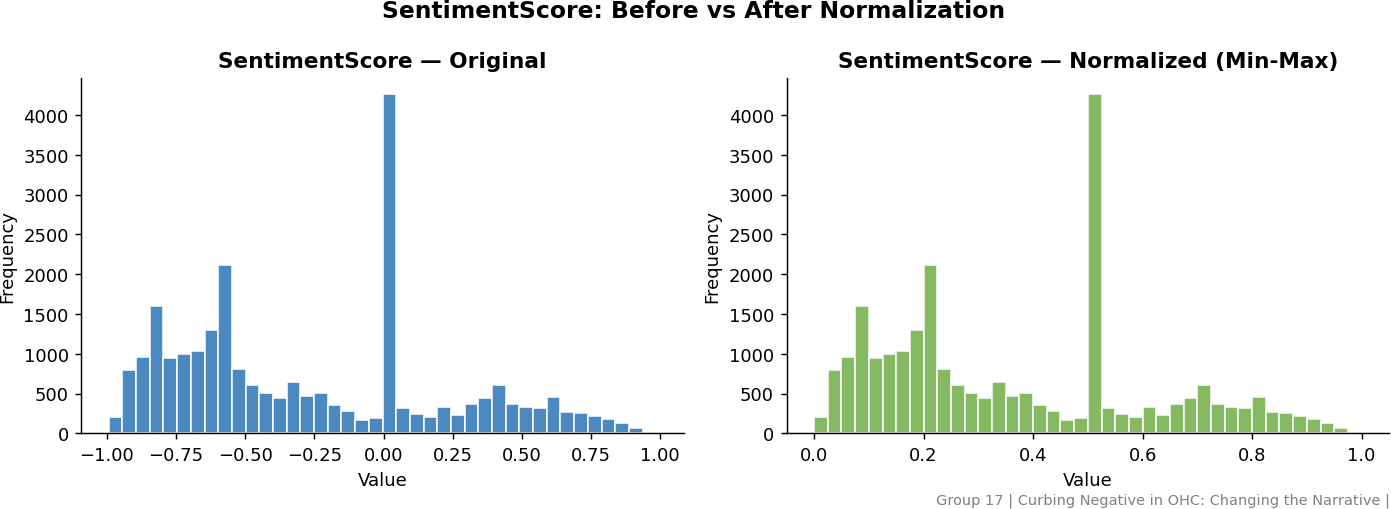 SentimentScore: Before vs After Normalization
SentimentScore — Original
Frequency
4000
3500
3000
2500
2000
1500
1000
500
0
−1.00 −0.75 −0.50 −0.25 0.00 0.25 0.50 0.75 1.00
Value
SentimentScore — Normalized (Min-Max)
Frequency
4000
3500
3000
2500
2000
1500
1000
500
0
0.0 0.2 0.4 0.6 0.8 1.0
Value
Group 17 | Curbing Negative in OHC: Changing the Narrative |